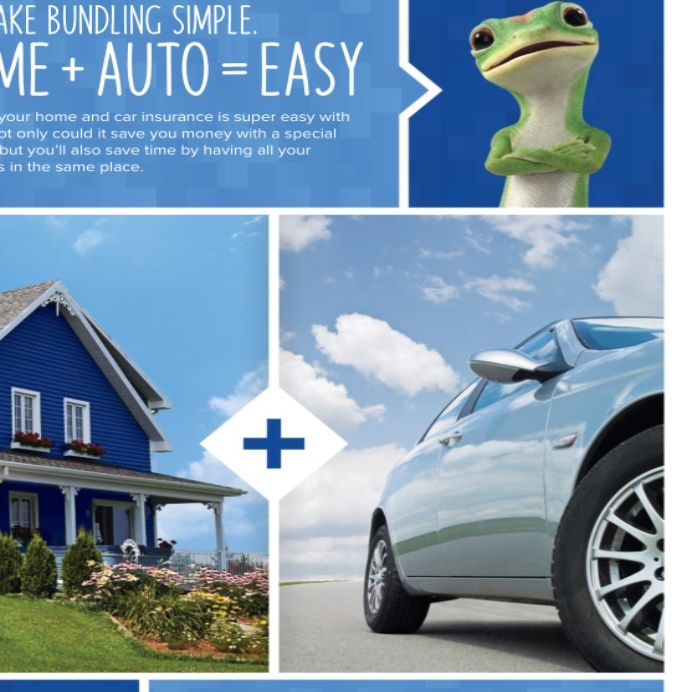 AKE BUNDLING SIMPLE.
ME + AUTO = EASY
your home and car insurance is super easy with
ot only could it save you money with a special
but you'll also save time by having all your
s in the same place.
+